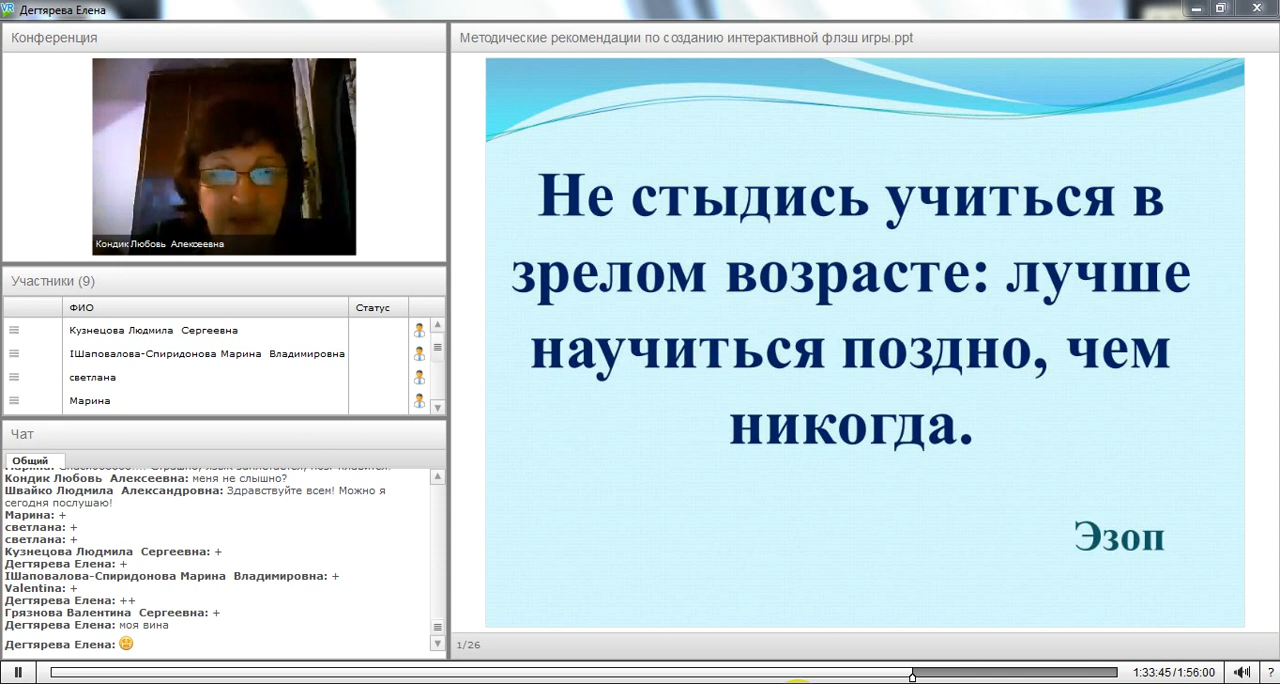 VR Дегтярева Елена
Конференция
Кондик Любовь Алексеевна
Участники (9)
ФИО Статус
Кузнецова Людмила Сергеевна
IШаповалова-Спиридонова Марина Владимировна
светлана
Марина
Чат
Общий
Кондик Любовь Алексеевна: меня не слышно?
Швайко Людмила Александровна: Здравствуйте всем! Можно я
сегодня послушаю!
Марина: +
светлана: +
светлана: +
Кузнецова Людмила Сергеевна: +
Дегтярева Елена: +
IШаповалова-Спиридонова Марина Владимировна: +
Valentina: +
Дегтярева Елена: ++
Грязнова Валентина Сергеевна: +
Дегтярева Елена: моя вина
Дегтярева Елена:
Методические рекомендации по созданию интерактивной флэш игры.ppt
Не стыдись учиться в
зрелом возрасте: лучше
научиться поздно, чем
никогда.
Эзоп
1/26
1:33:45/1:56:00
?